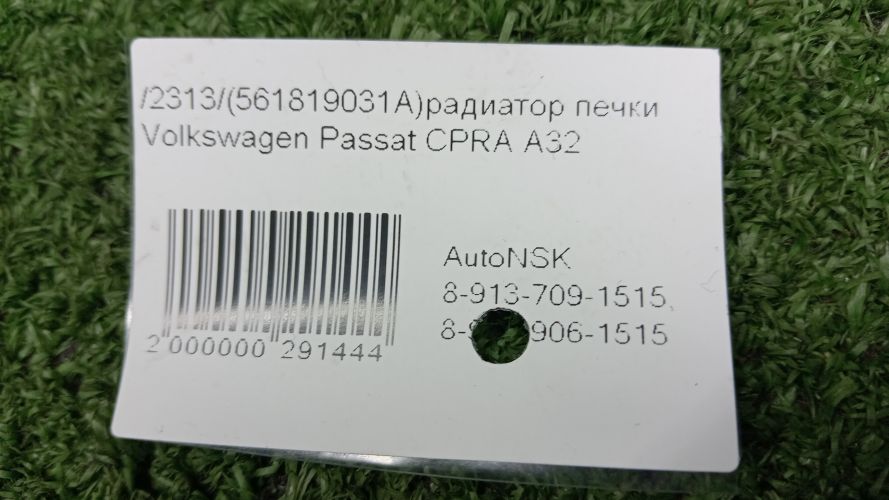 /2313/(561819031A)радиатор печки
Volkswagen Passat CPRA A32
2 000000 291444
AutoNSK
8-913-709-1515,
906-1515